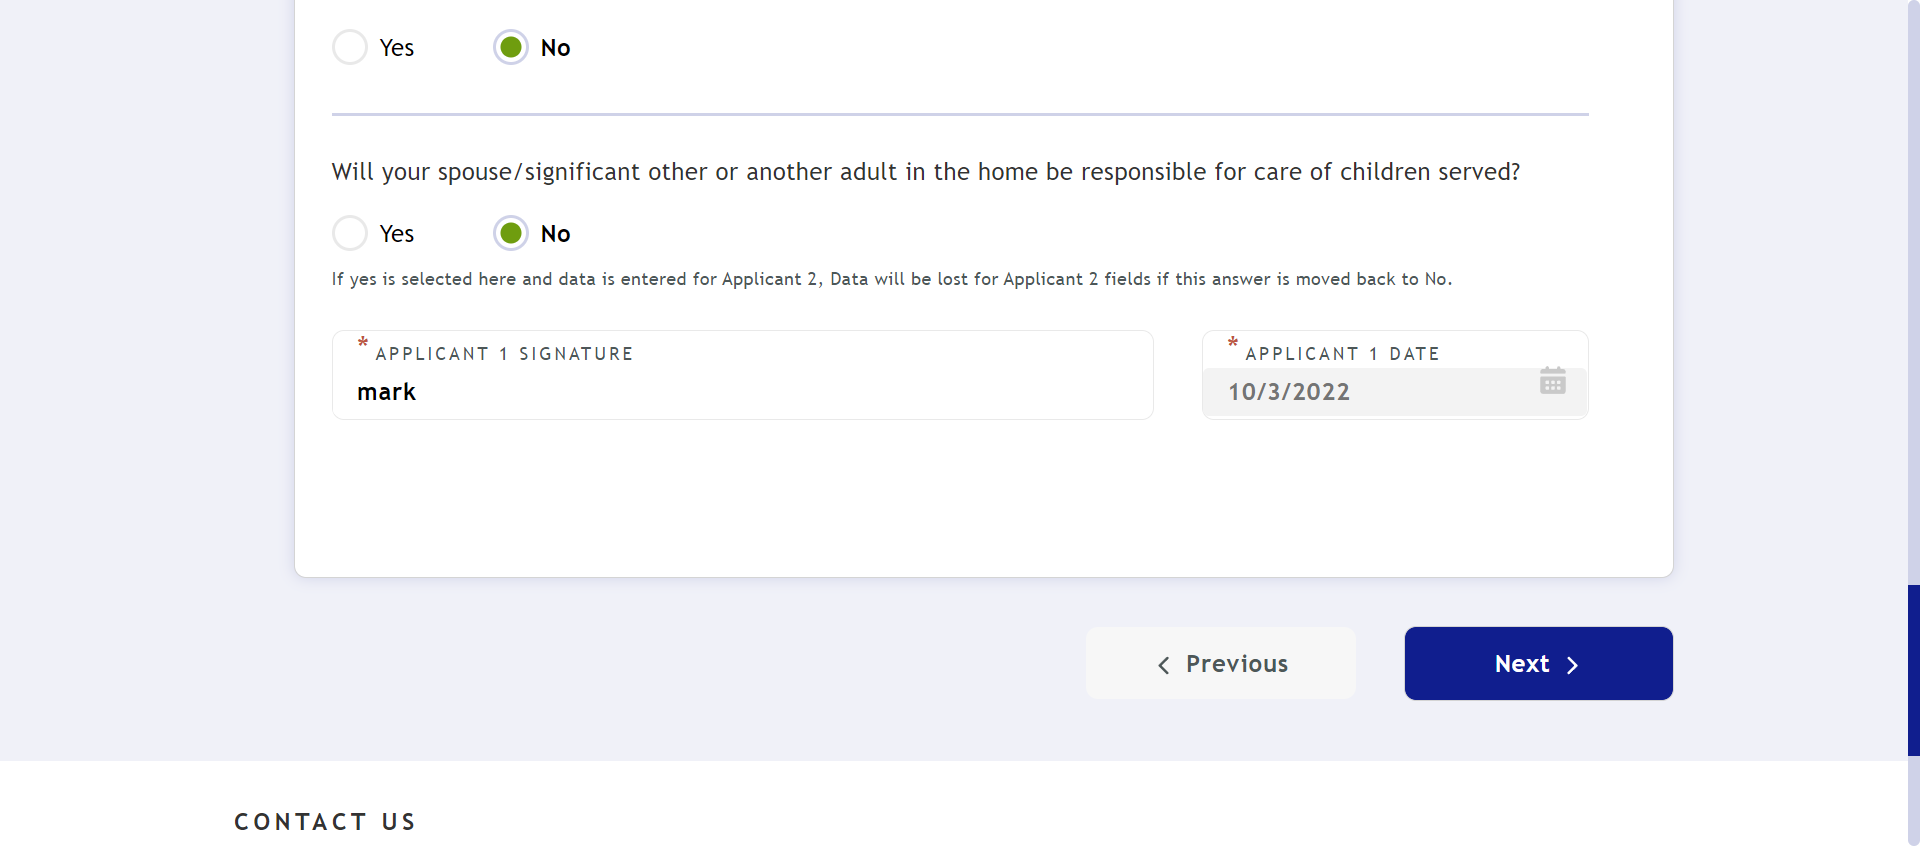 Yes No
Will your spouse/significant other or another adult in the home be responsible for care of children served?
Yes No
If yes is selected here and data is entered for Applicant 2, Data will be lost for Applicant 2 fields if this answer is moved back to No.
* APPLICANT 1 SIGNATURE
mark
* APPLICANT 1 DATE
10/3/2022
Previous
Next
CONTACT US